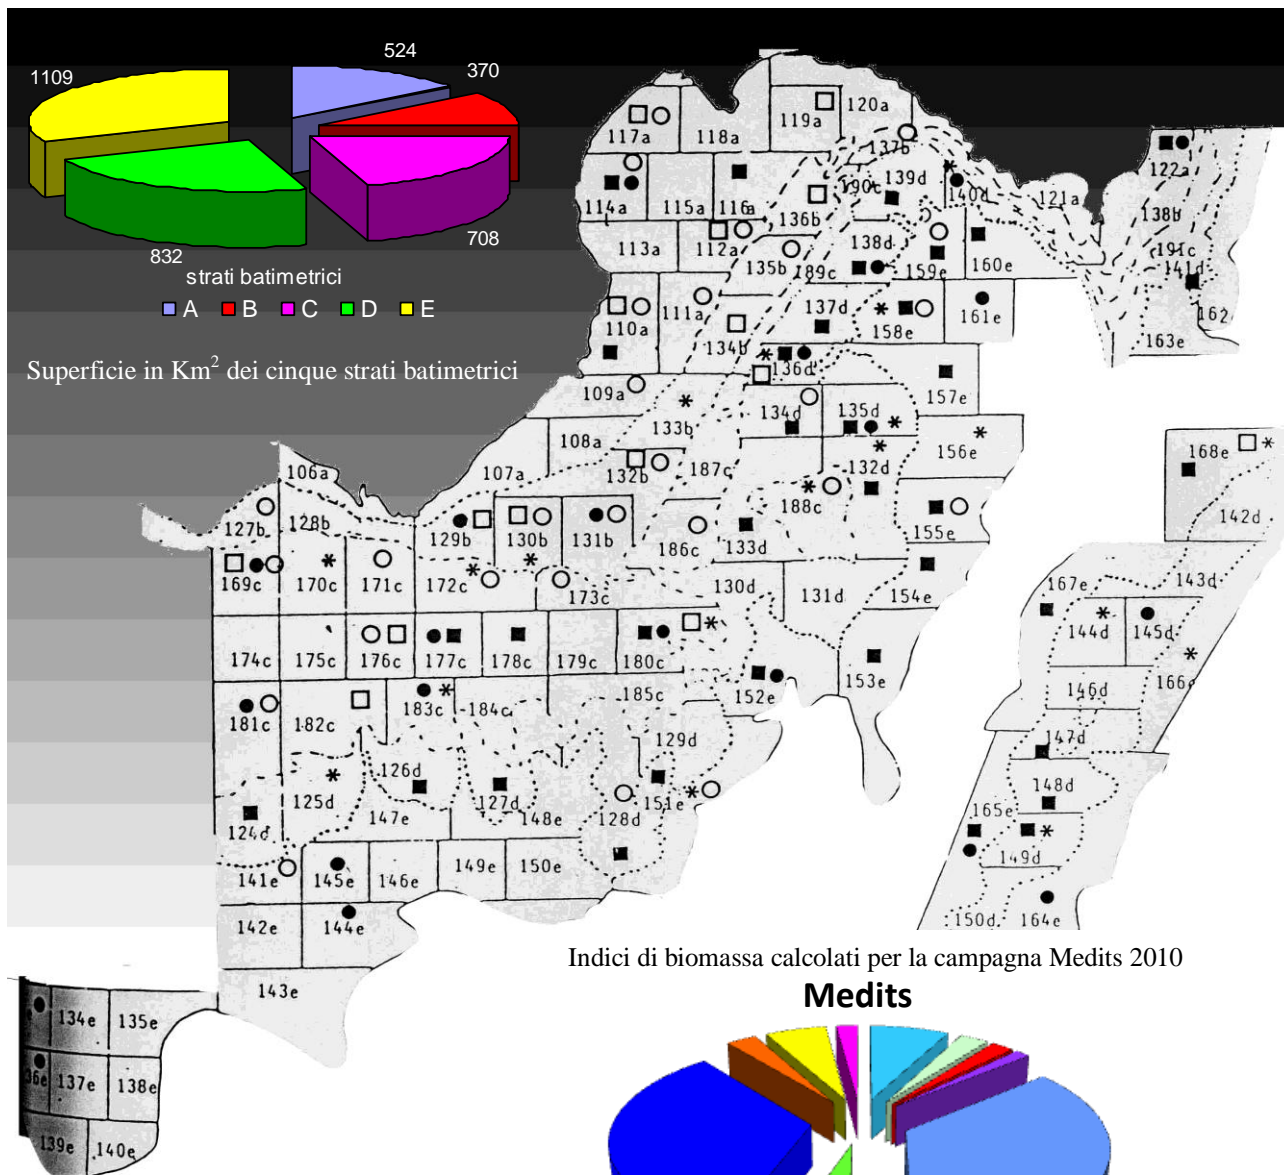 524
1109
370
832
708
strati batimetrici
A B C D E
Superficie in Km2 dei cinque strati batimetrici
117a 118a 119a 120a
137b
122a
114a 115a 116a 136b 190c 139d 140d 121a 138b
113a 112a 135b 189c 138d 159e 160e 191c 141d
110a 111a 134b 137d 158e 161e 163e 162
136d
109a 133b 134d 135d 157e
108a 132b 187c 132d 156e 168e
106a 107a 188c 142d
127b 128b 129b 130b 131b 186c 133d 155e
169c 170c 171c 172c 173c 130d 131d 154e 167e 143d
144d 145d
174c 175c 176c 177c 178c 179c 180c 152e 153e 146d 166e
181c 182c 183c 184c 185c
129d 147d
125d 126d 127d 151e 148d
124d 147e 148e 128d 165e
149d
141e 145e 146e 149e 150e
142e 144e 150d 164e
Indici di biomassa calcolati per la campagna Medits 2010
143e
Medits
134e 135e
36e 137e 138e
139e 140e